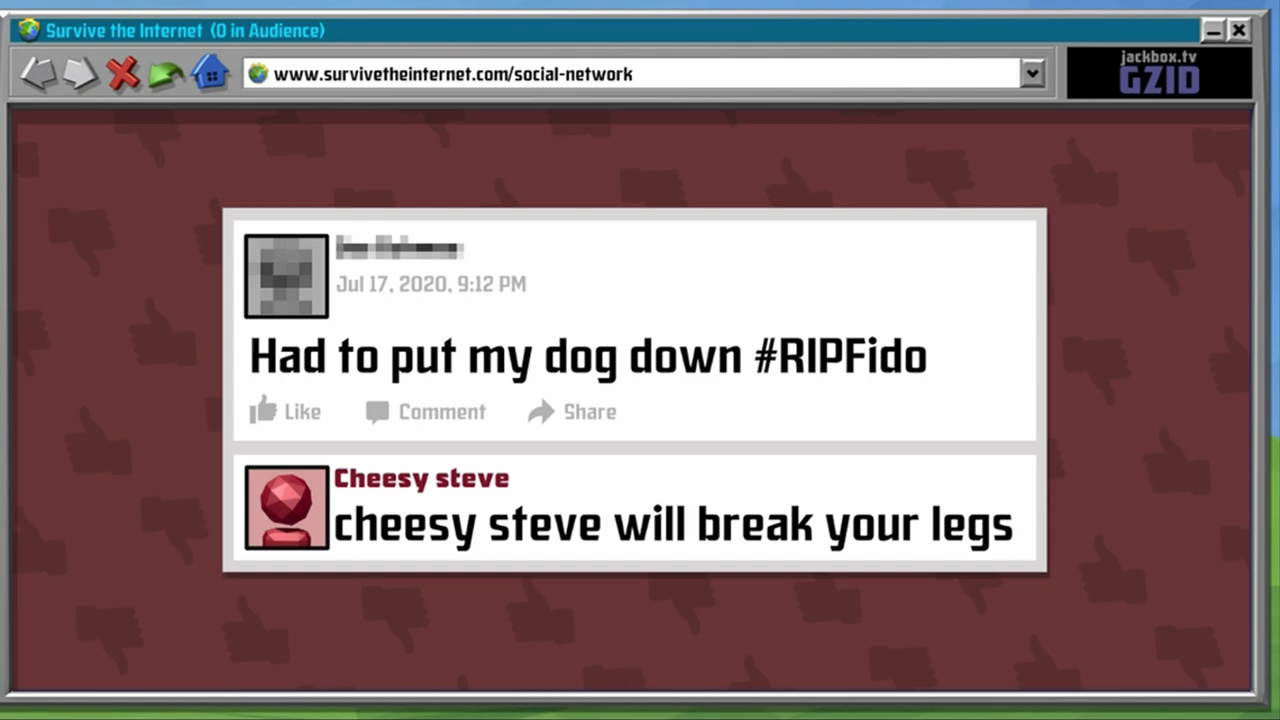 Survive the Internet (0 in Audience)
www.survivetheinternet.com/social-network
jackbox.tv
GZID
Jul 17, 2020, 9:12 PM
Had to put my dog down #RIPFido
Like Comment Share
Cheesy steve
cheesy steve will break your legs